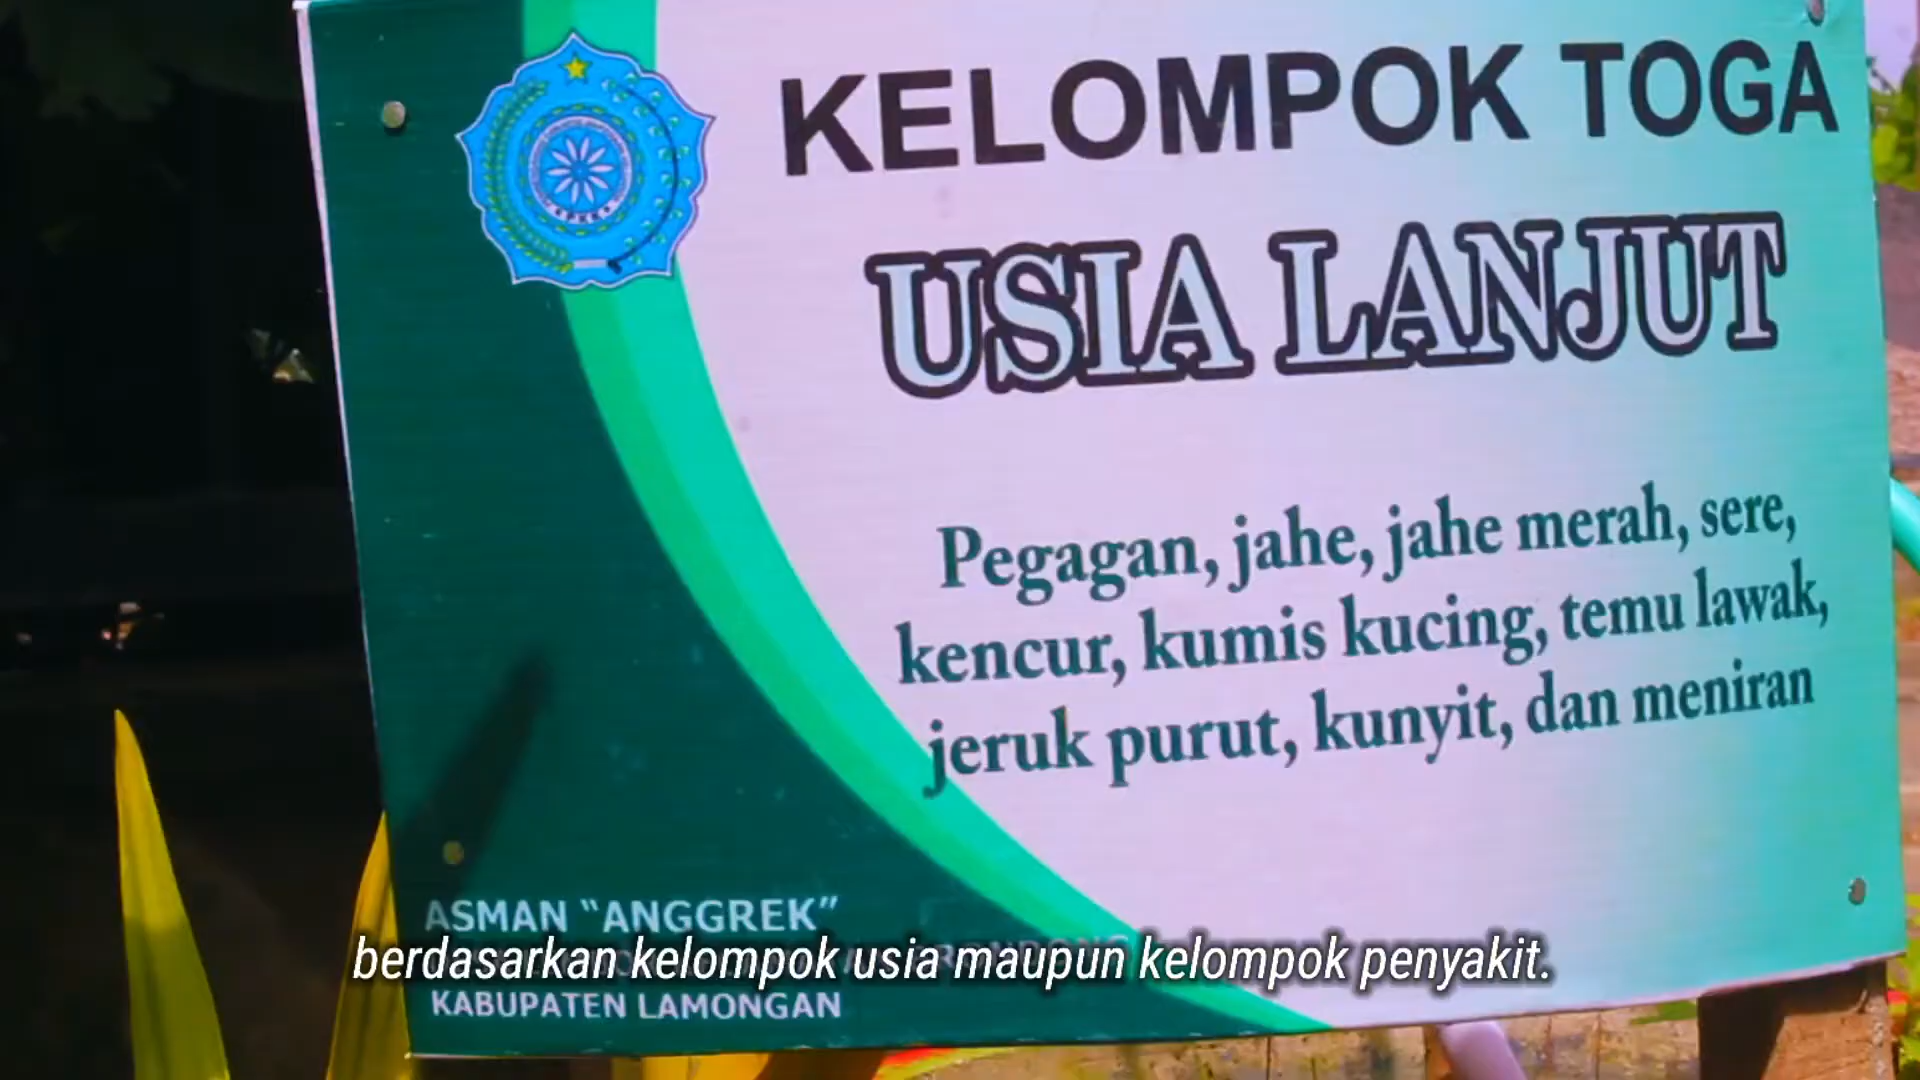 KELOMPOK TOGA
USIA LANJUT
Pegagan, jahe, jahe merah, sere,
kencur, kumis kucing, temu lawak,
jeruk purut, kunyit, dan meniran
PKK
ASMAN "ANGGREK"
berdasarkan kelompok usia maupun kelompok penyakit.
KABUPATEN LAMONGAN